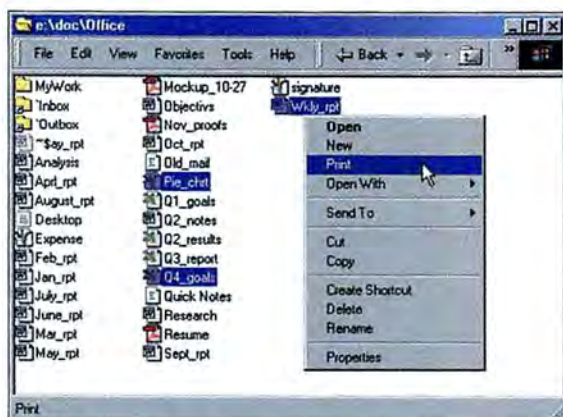 e:\doc\Office
File Edit View Favorites Tools Help Back »
MyWork
`Inbox
`Outbox
~$ay_rpt
Analysis
Aprl_rpt
August_rpt
Desktop
Expense
Feb_rpt
Jan_rpt
July_rpt
June_rpt
Mar_rpt
May_rpt
Mockup_10-27
Objectivs
Nov_proofs
Oct_rpt
Old_mail
Pie_chrt
Q1_goals
Q2_notes
Q2_results
Q3_report
Q4_goals
Quick Notes
Research
Resume
Sept_rpt
signature
Wkly_rpt
Open
New
Print
Open With
Send To
Cut
Copy
Create Shortcut
Delete
Rename
Properties
Print